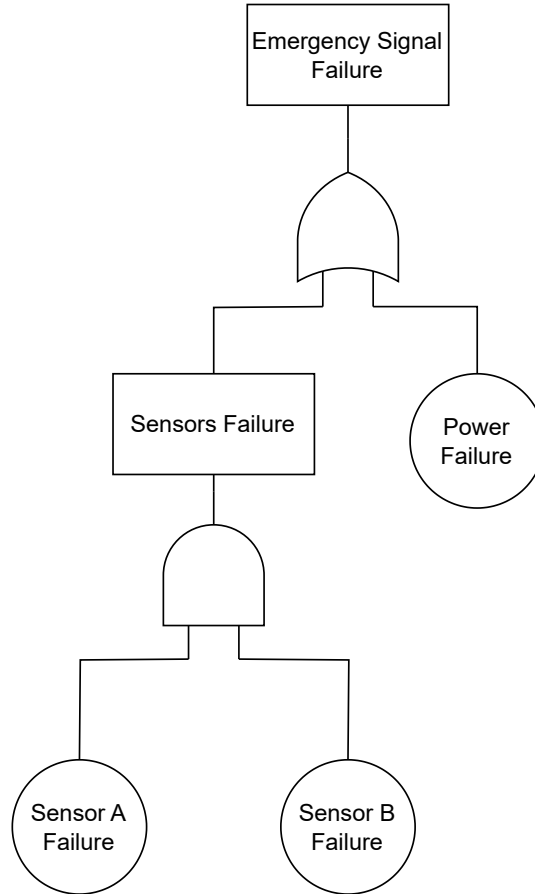 Emergency Signal
Failure
Sensors Failure
Power
Failure
Sensor A
Failure
Sensor B
Failure